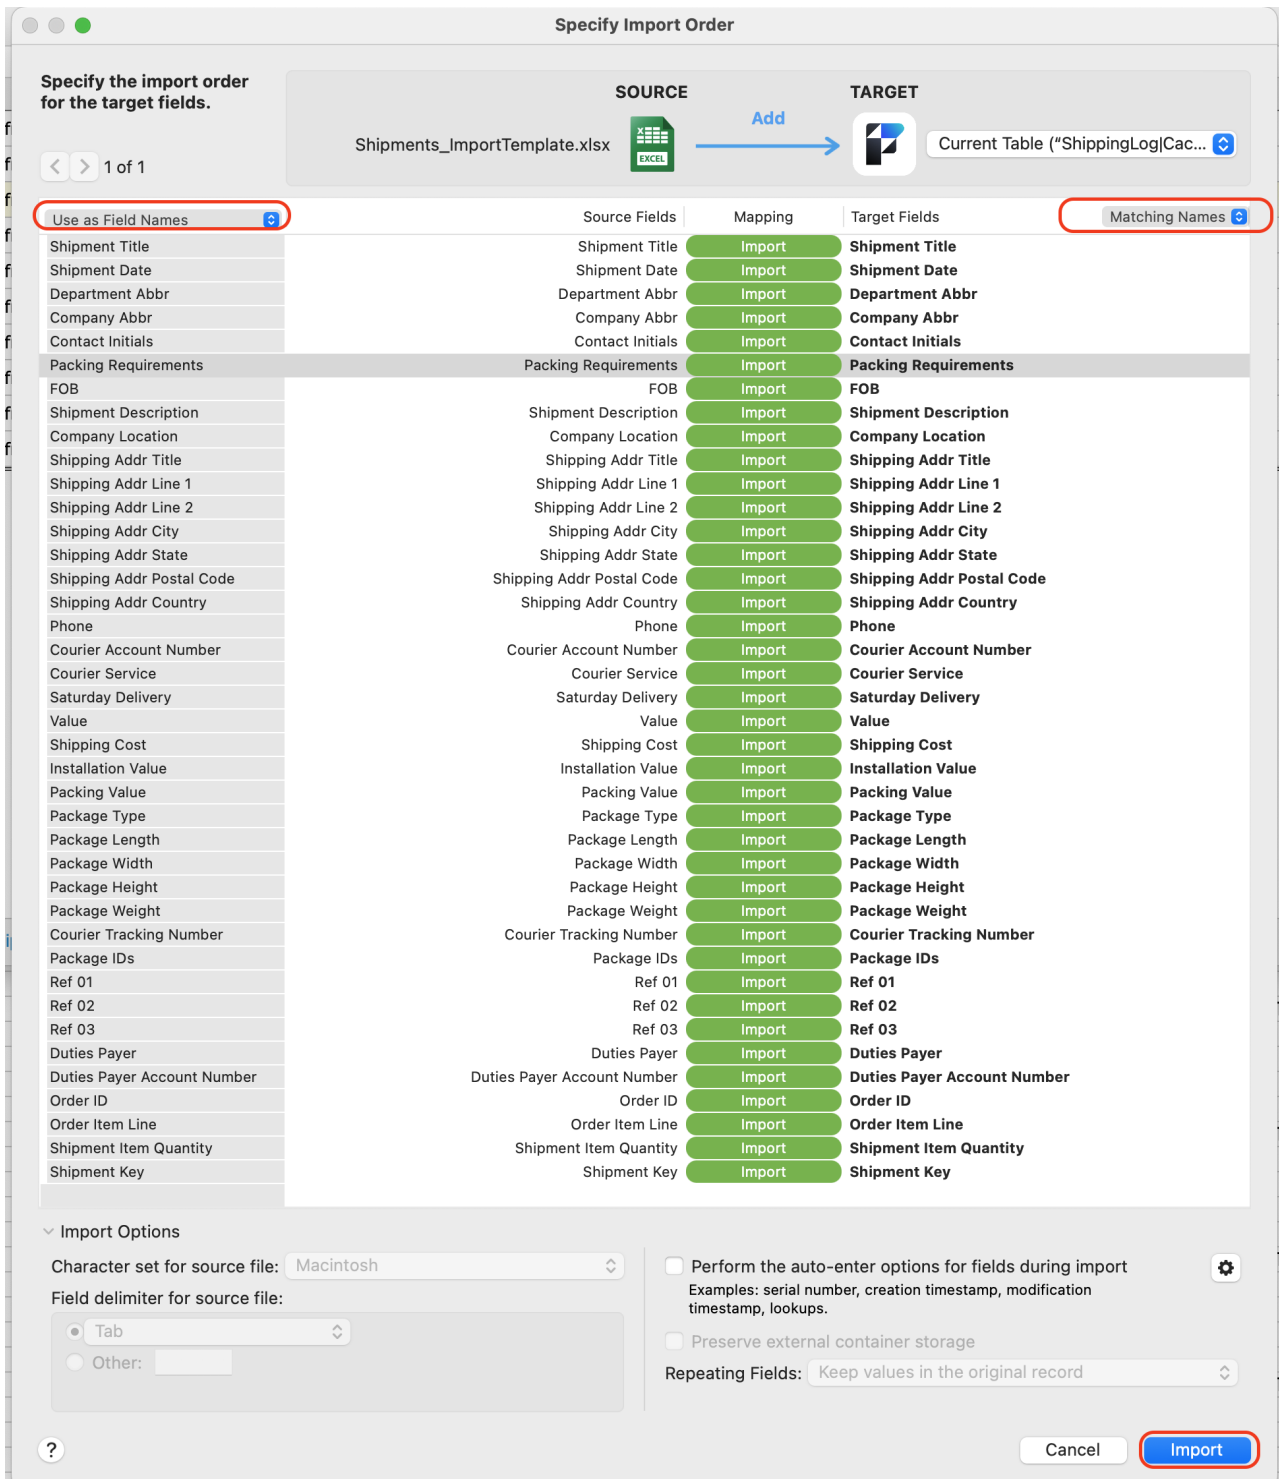 Specify Import Order
Specify the import order
for the target fields.
1 of 1
SOURCE
TARGET
Shipments_ImportTemplate.xlsx
EXCEL
Add
Current Table ("ShippingLog|Cac...
Use as Field Names
Source Fields
Mapping
Target Fields
Matching Names
Shipment Title Shipment Title Import Shipment Title
Shipment Date Shipment Date Import Shipment Date
Department Abbr Department Abbr Import Department Abbr
Company Abbr Company Abbr Import Company Abbr
Contact Initials Contact Initials Import Contact Initials
Packing Requirements Packing Requirements Import Packing Requirements
FOB FOB Import FOB
Shipment Description Shipment Description Import Shipment Description
Company Location Company Location Import Company Location
Shipping Addr Title Shipping Addr Title Import Shipping Addr Title
Shipping Addr Line 1 Shipping Addr Line 1 Import Shipping Addr Line 1
Shipping Addr Line 2 Shipping Addr Line 2 Import Shipping Addr Line 2
Shipping Addr City Shipping Addr City Import Shipping Addr City
Shipping Addr State Shipping Addr State Import Shipping Addr State
Shipping Addr Postal Code Shipping Addr Postal Code Import Shipping Addr Postal Code
Shipping Addr Country Shipping Addr Country Import Shipping Addr Country
Phone Phone Import Phone
Courier Account Number Courier Account Number Import Courier Account Number
Courier Service Courier Service Import Courier Service
Saturday Delivery Saturday Delivery Import Saturday Delivery
Value Value Import Value
Shipping Cost Shipping Cost Import Shipping Cost
Installation Value Installation Value Import Installation Value
Packing Value Packing Value Import Packing Value
Package Type Package Type Import Package Type
Package Length Package Length Import Package Length
Package Width Package Width Import Package Width
Package Height Package Height Import Package Height
Package Weight Package Weight Import Package Weight
Courier Tracking Number Courier Tracking Number Import Courier Tracking Number
Package IDs Package IDs Import Package IDs
Ref 01 Ref 01 Import Ref 01
Ref 02 Ref 02 Import Ref 02
Ref 03 Ref 03 Import Ref 03
Duties Payer Duties Payer Import Duties Payer
Duties Payer Account Number Duties Payer Account Number Import Duties Payer Account Number
Order ID Order ID Import Order ID
Order Item Line Order Item Line Import Order Item Line
Shipment Item Quantity Shipment Item Quantity Import Shipment Item Quantity
Shipment Key Shipment Key Import Shipment Key
Import Options
Character set for source file: Macintosh
Field delimiter for source file:
Tab
Other:
Perform the auto-enter options for fields during import
Examples: serial number, creation timestamp, modification
timestamp, lookups.
Preserve external container storage
Repeating Fields: Keep values in the original record
?
Cancel
Import